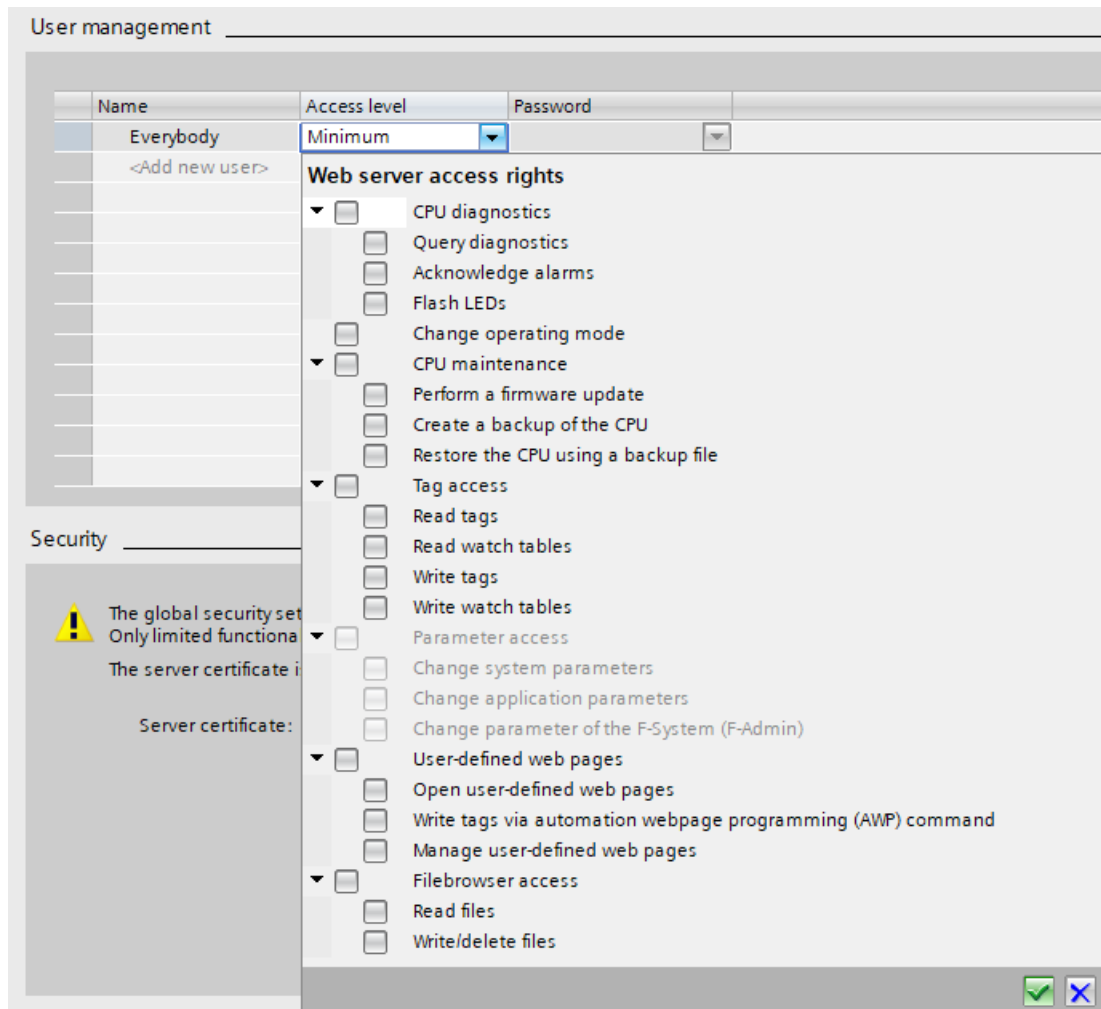 User management
Name Access level Password
Everybody Minimum
<Add new user>
Web server access rights
CPU diagnostics
Query diagnostics
Acknowledge alarms
Flash LEDs
Change operating mode
CPU maintenance
Perform a firmware update
Create a backup of the CPU
Restore the CPU using a backup file
Tag access
Read tags
Read watch tables
Write tags
Write watch tables
Parameter access
Change system parameters
Change application parameters
Change parameter of the F-System (F-Admin)
User-defined web pages
Open user-defined web pages
Write tags via automation webpage programming (AWP) command
Manage user-defined web pages
Filebrowser access
Read files
Write/delete files
Security
The global security set
Only limited functiona
The server certificate i
Server certificate: